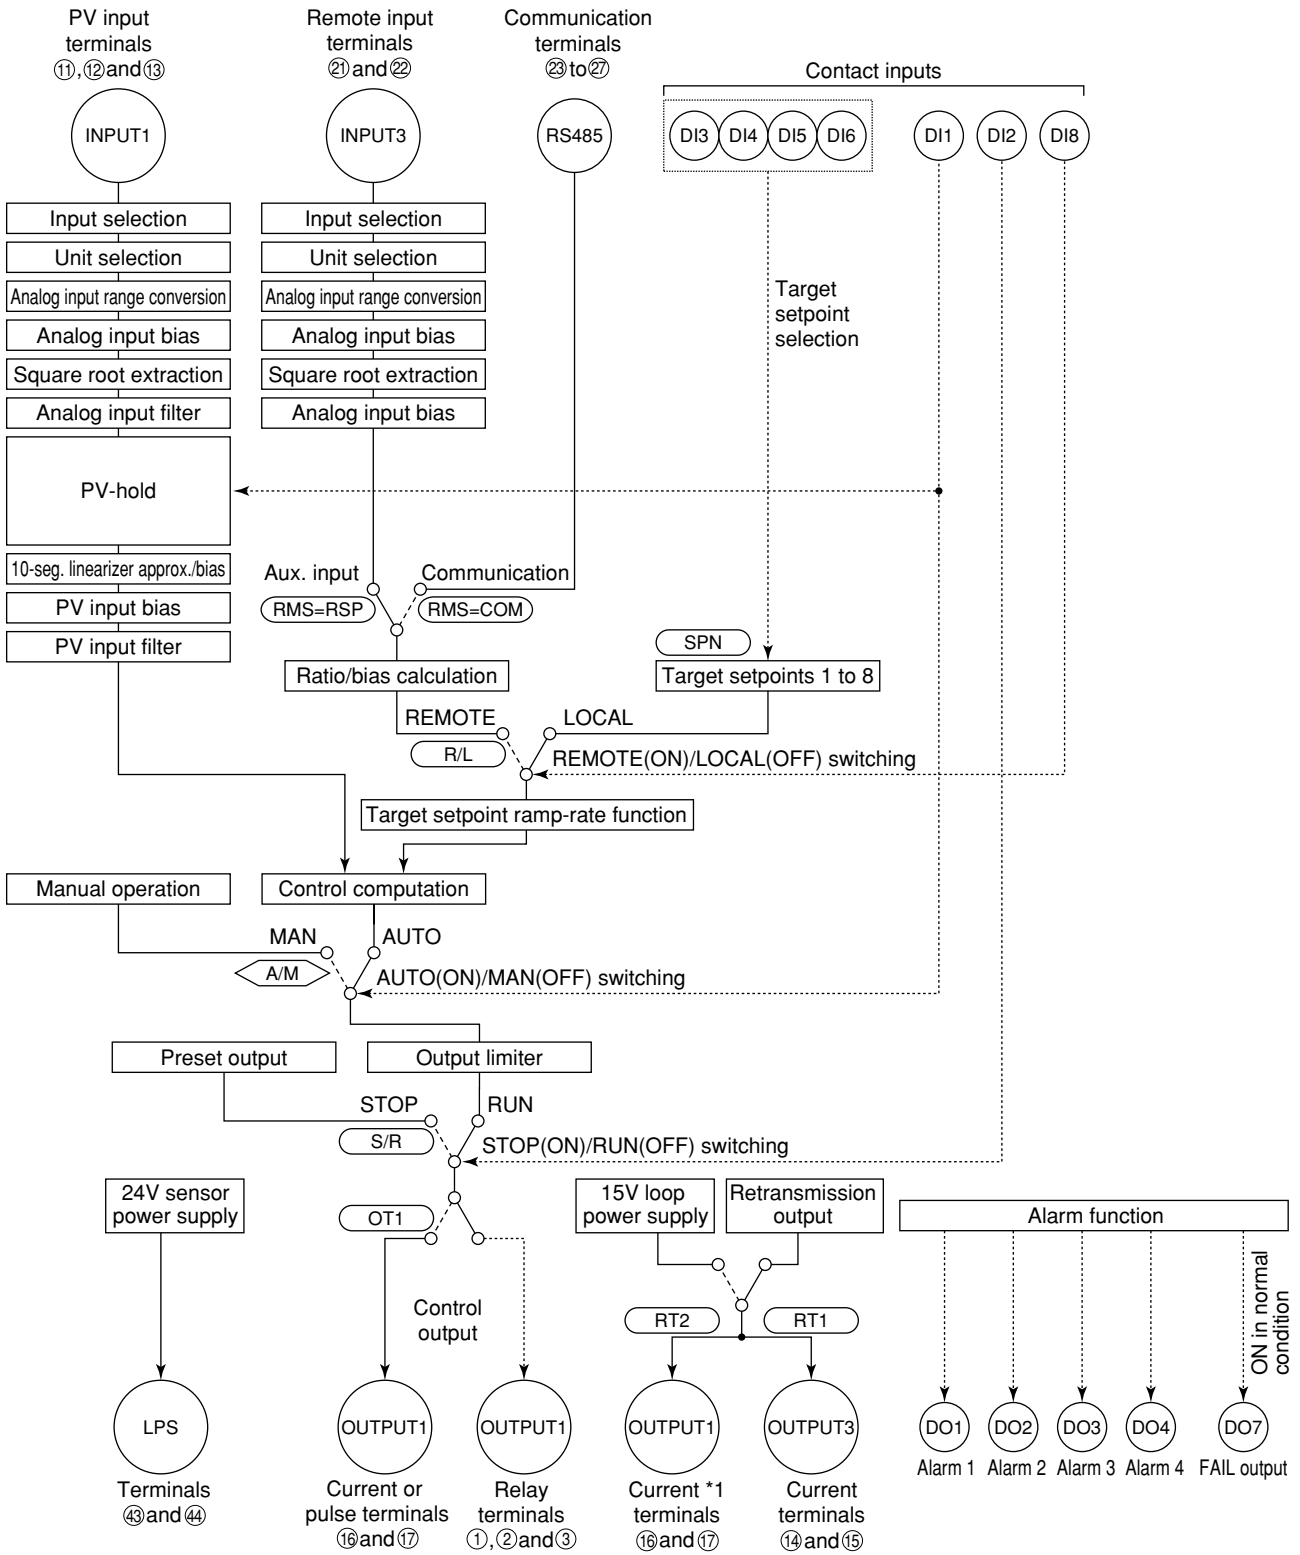 PV input
terminals
⑪,⑫and⑬
Remote input
terminals
㉑and㉒
Communication
terminals
㉓to㉗
Contact inputs
INPUT1
INPUT3
RS485
DI3
DI4
DI5
DI6
DI1
DI2
DI8
Input selection
Unit selection
Analog input range conversion
Analog input bias
Square root extraction
Analog input filter
PV-hold
10-seg. linearizer approx./bias
PV input bias
PV input filter
Input selection
Unit selection
Analog input range conversion
Analog input bias
Square root extraction
Analog input bias
Target
setpoint
selection
Aux. input
Communication
RMS=RSP
RMS=COM
SPN
Ratio/bias calculation
Target setpoints 1 to 8
REMOTE
LOCAL
R/L
REMOTE(ON)/LOCAL(OFF) switching
Target setpoint ramp-rate function
Manual operation
Control computation
MAN
AUTO
A/M
AUTO(ON)/MAN(OFF) switching
Preset output
Output limiter
STOP
RUN
S/R
STOP(ON)/RUN(OFF) switching
24V sensor
power supply
OT1
15V loop
power supply
Retransmission
output
Alarm function
Control
output
RT2
RT1
ON in normal
condition
LPS
OUTPUT1
OUTPUT1
OUTPUT1
OUTPUT3
DO1
DO2
DO3
DO4
DO7
Alarm 1
Alarm 2
Alarm 3
Alarm 4
FAIL output
Terminals
㊸and㊹
Current or
pulse terminals
⑯and⑰
Relay
terminals
①,②and③
Current *1
terminals
⑯and⑰
Current
terminals
⑭and⑮